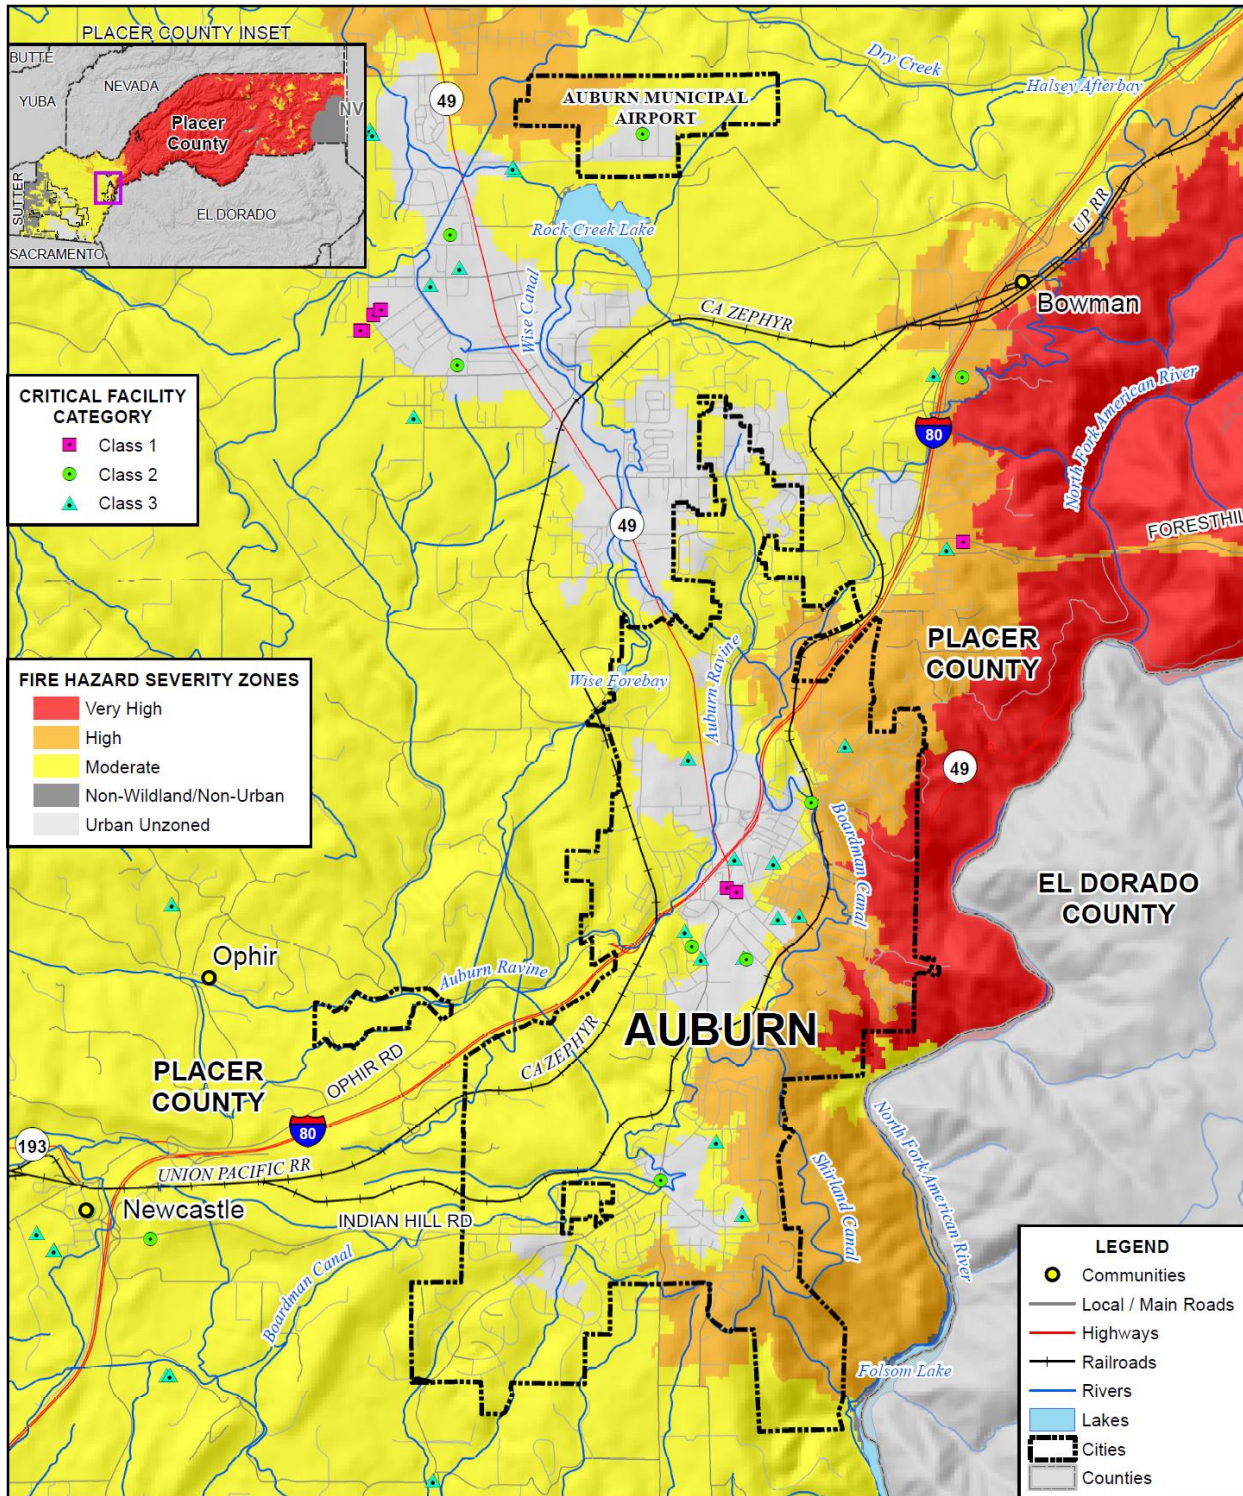 PLACER COUNTY INSET
BUTTE
YUBA
NEVADA
NV
Placer
County
SUTTER
EL DORADO
SACRAMENTO
49
AUBURN MUNICIPAL
AIRPORT
Dry Creek
Halsey Afterbay
UP RR
Rock Creek Lake
Wise Canal
CA ZEPHYR
Bowman
North Fork American River
CRITICAL FACILITY
CATEGORY
Class 1
Class 2
Class 3
80
49
FORESTHIL
PLACER
COUNTY
FIRE HAZARD SEVERITY ZONES
Very High
High
Moderate
Non-Wildland/Non-Urban
Urban Unzoned
Wise Forebay
Auburn Ravine
49
Boardman Canal
EL DORADO
COUNTY
Ophir
Auburn Ravine
AUBURN
OPHIR RD
CA ZEPHYR
PLACER
COUNTY
80
193
UNION PACIFIC RR
Newcastle
INDIAN HILL RD
Boardman Canal
Shirland Canal
North Fork American River
Folsom Lake
LEGEND
Communities
Local / Main Roads
Highways
Railroads
Rivers
Lakes
Cities
Counties